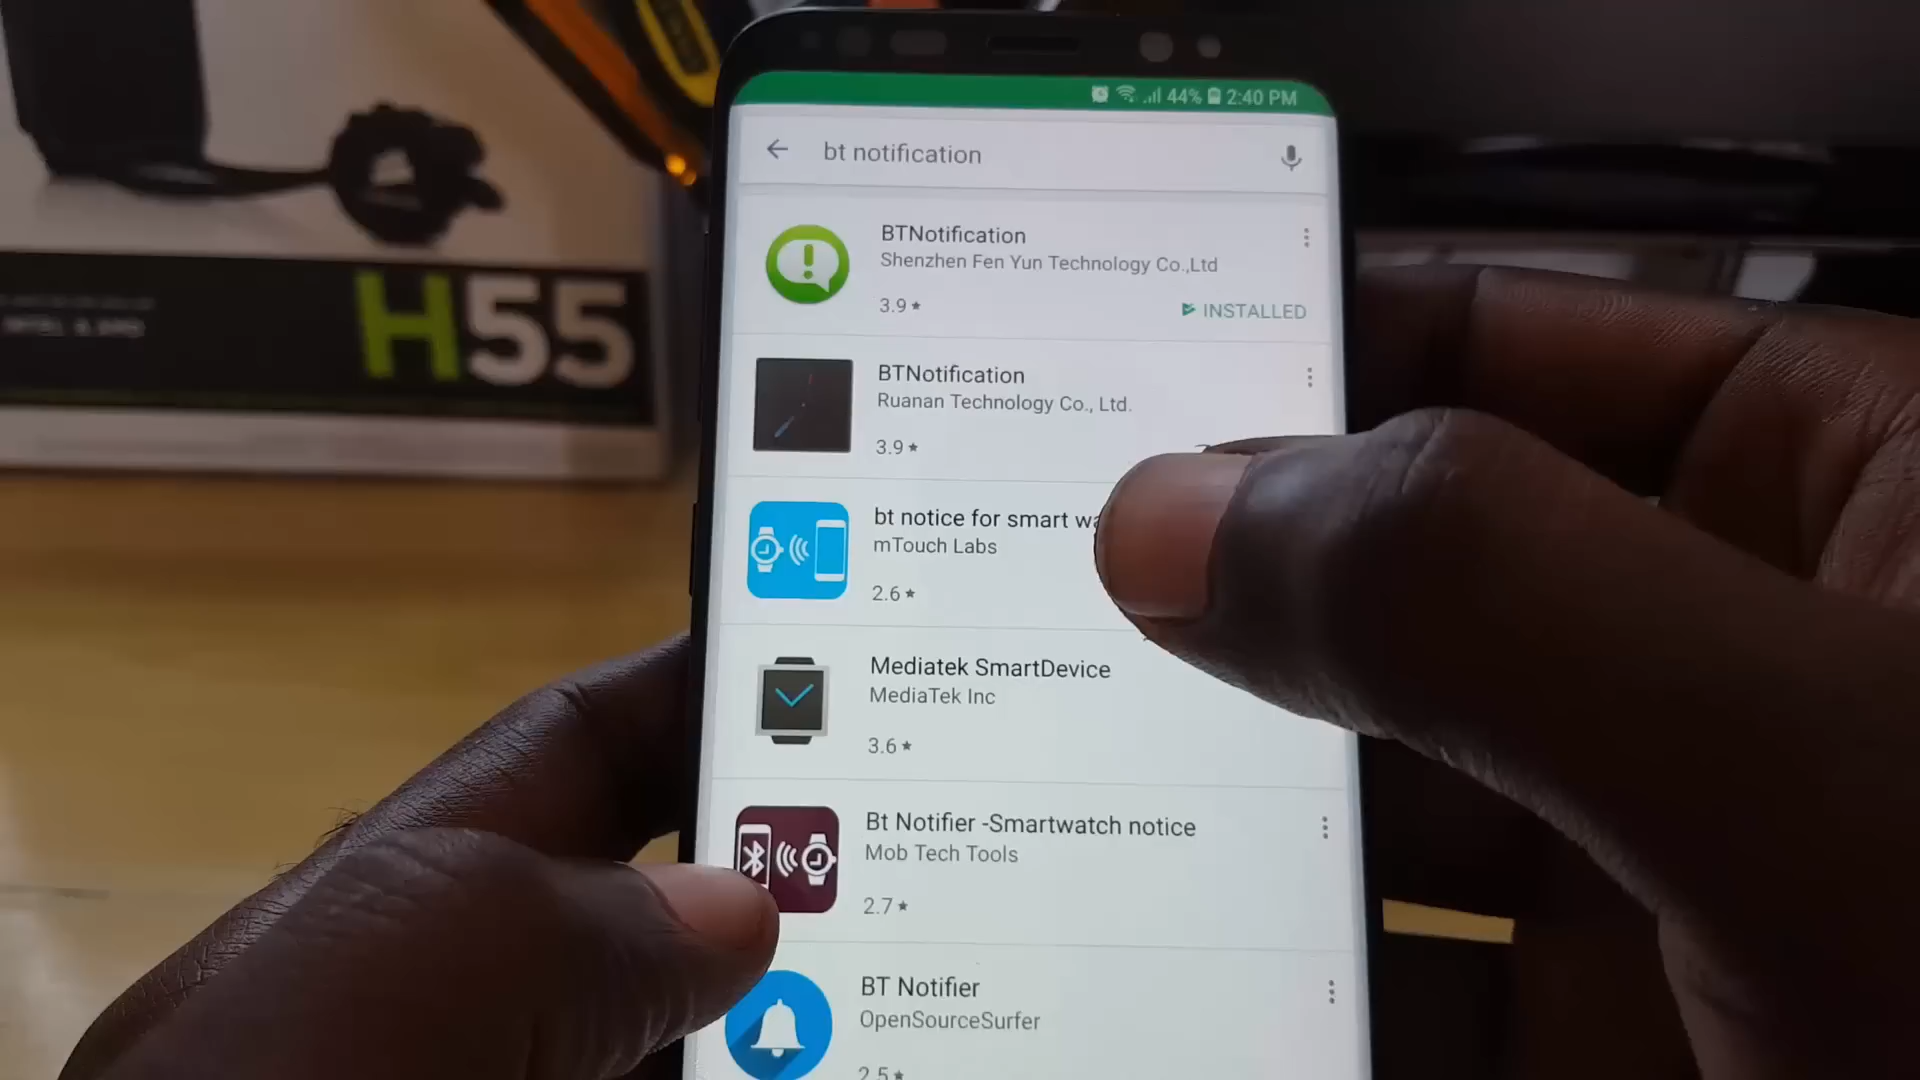 44% 2:40 PM
bt notification
BTNotification
Shenzhen Fen Yun Technology Co.,Ltd
3.9
INSTALLED
BTNotification
Ruanan Technology Co., Ltd.
3.9
bt notice for smart
mTouch Labs
2.6
Mediatek SmartDevice
MediaTek Inc
3.6
Bt Notifier -Smartwatch notice
Mob Tech Tools
2.7
BT Notifier
OpenSourceSurfer
2.5
H55